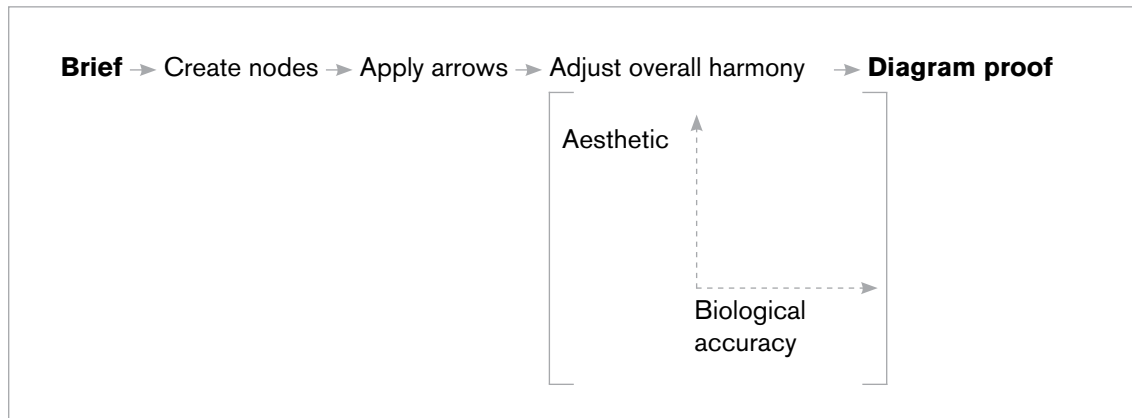 Brief Create nodes Apply arrows Adjust overall harmony Diagram proof
Aesthetic
Biological
accuracy